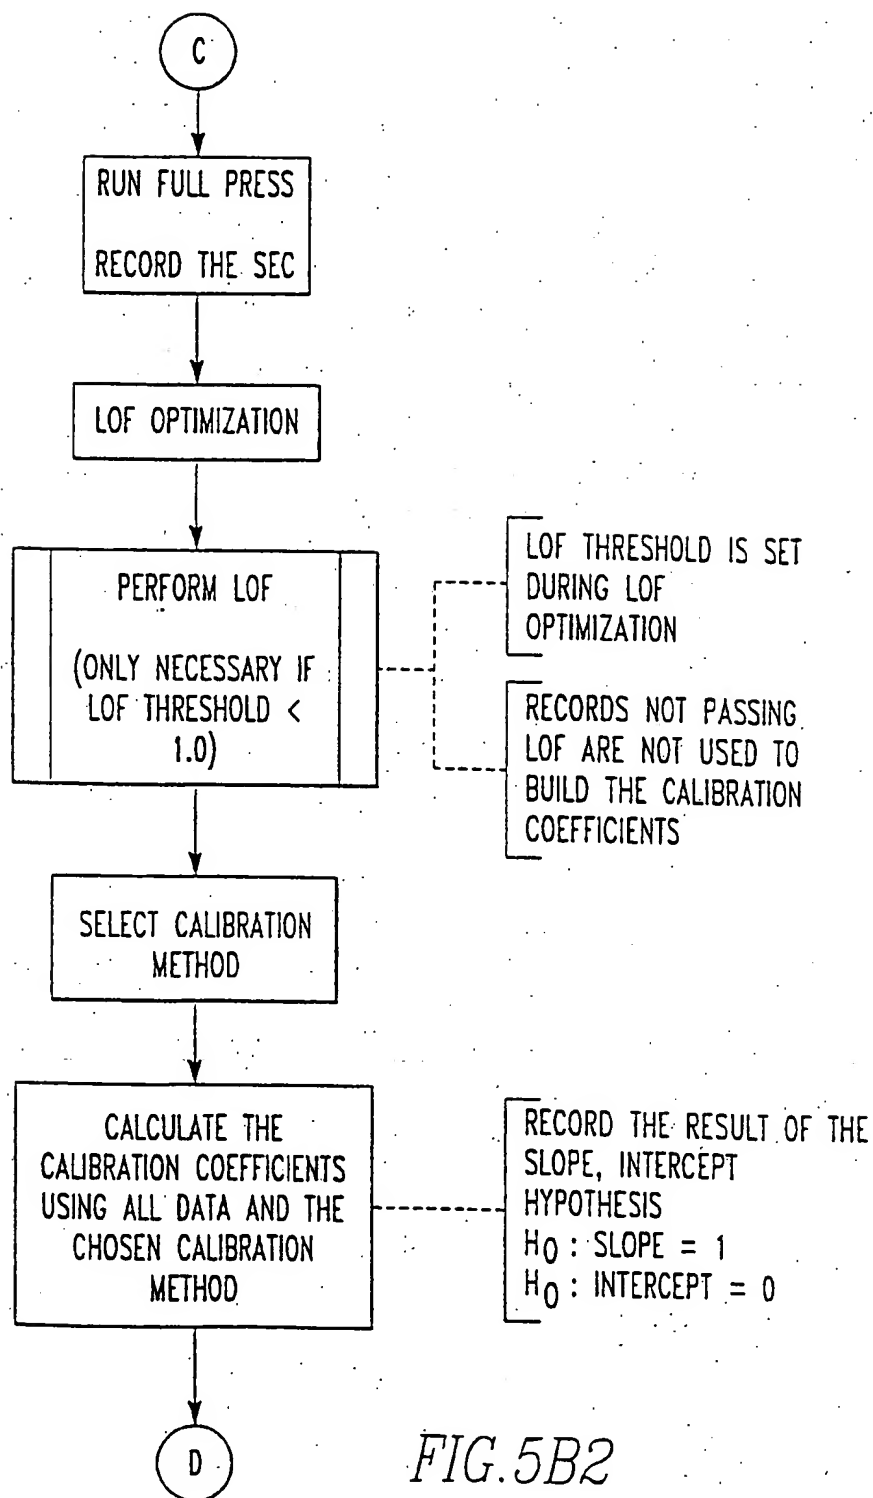 C
RUN FULL PRESS
RECORD THE SEC
LOF OPTIMIZATION
PERFORM LOF
(ONLY NECESSARY IF
LOF THRESHOLD <
1.0)
LOF THRESHOLD IS SET
DURING LOF
OPTIMIZATION
RECORDS NOT PASSING
LOF ARE NOT USED TO
BUILD THE CALIBRATION
COEFFICIENTS
SELECT CALIBRATION
METHOD
CALCULATE THE
CALIBRATION COEFFICIENTS
USING ALL DATA AND THE
CHOSEN CALIBRATION
METHOD
RECORD THE RESULT OF THE
SLOPE, INTERCEPT
HYPOTHESIS
H0 : SLOPE = 1
H0 : INTERCEPT = 0
D
FIG.5B2